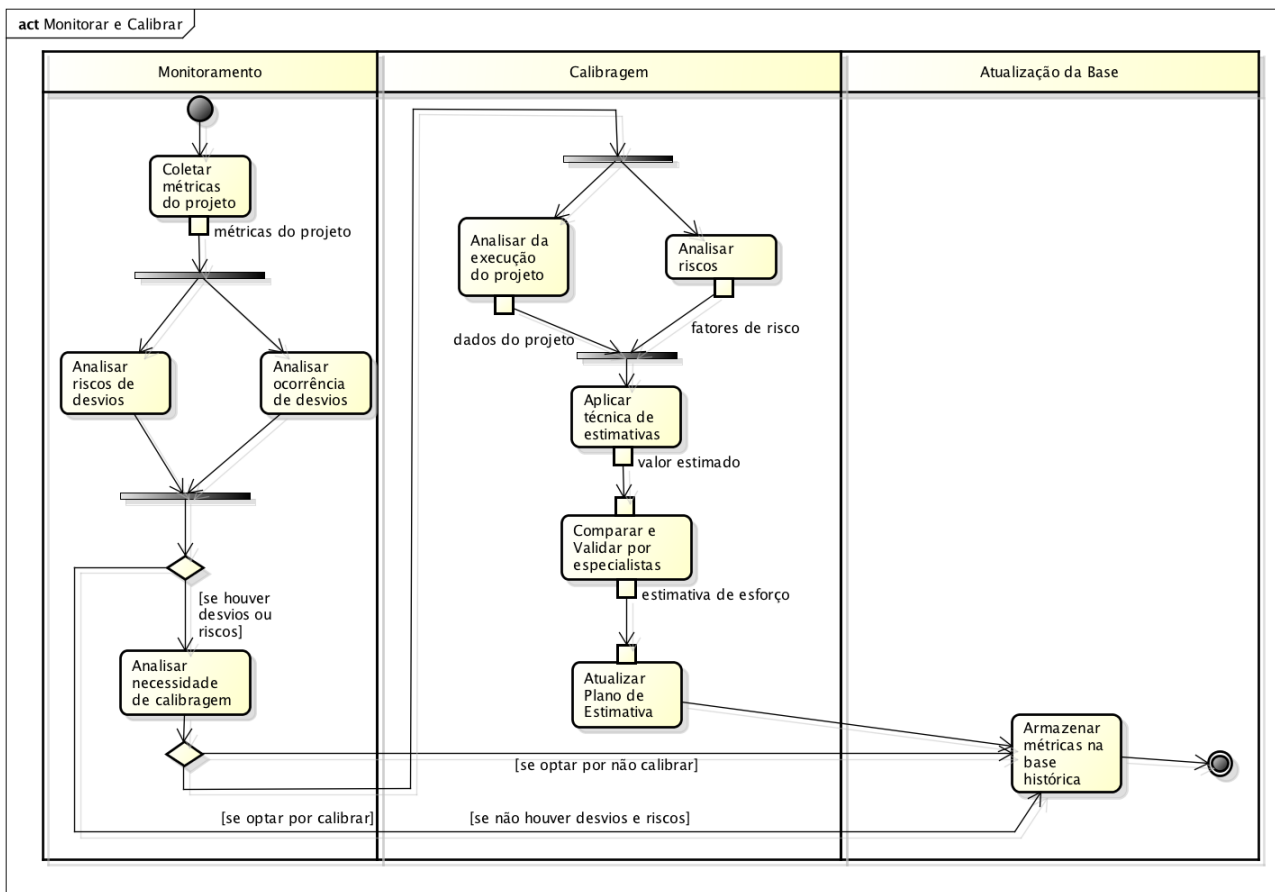 act Monitorar e Calibrar
Monitoramento
Calibragem
Atualização da Base
Coletar
métricas
do projeto
métricas do projeto
Analisar
riscos de
desvios
Analisar
ocorrência
de desvios
[se houver
desvios ou
riscos]
Analisar
necessidade
de calibragem
[se optar por calibrar]
Analisar da
execução
do projeto
Analisar
riscos
dados do projeto
fatores de risco
Aplicar
técnica de
estimativas
valor estimado
Comparar e
Validar por
especialistas
estimativa de esforço
Atualizar
Plano de
Estimativa
[se optar por não calibrar]
[se não houver desvios e riscos]
Armazenar
métricas na
base
histórica